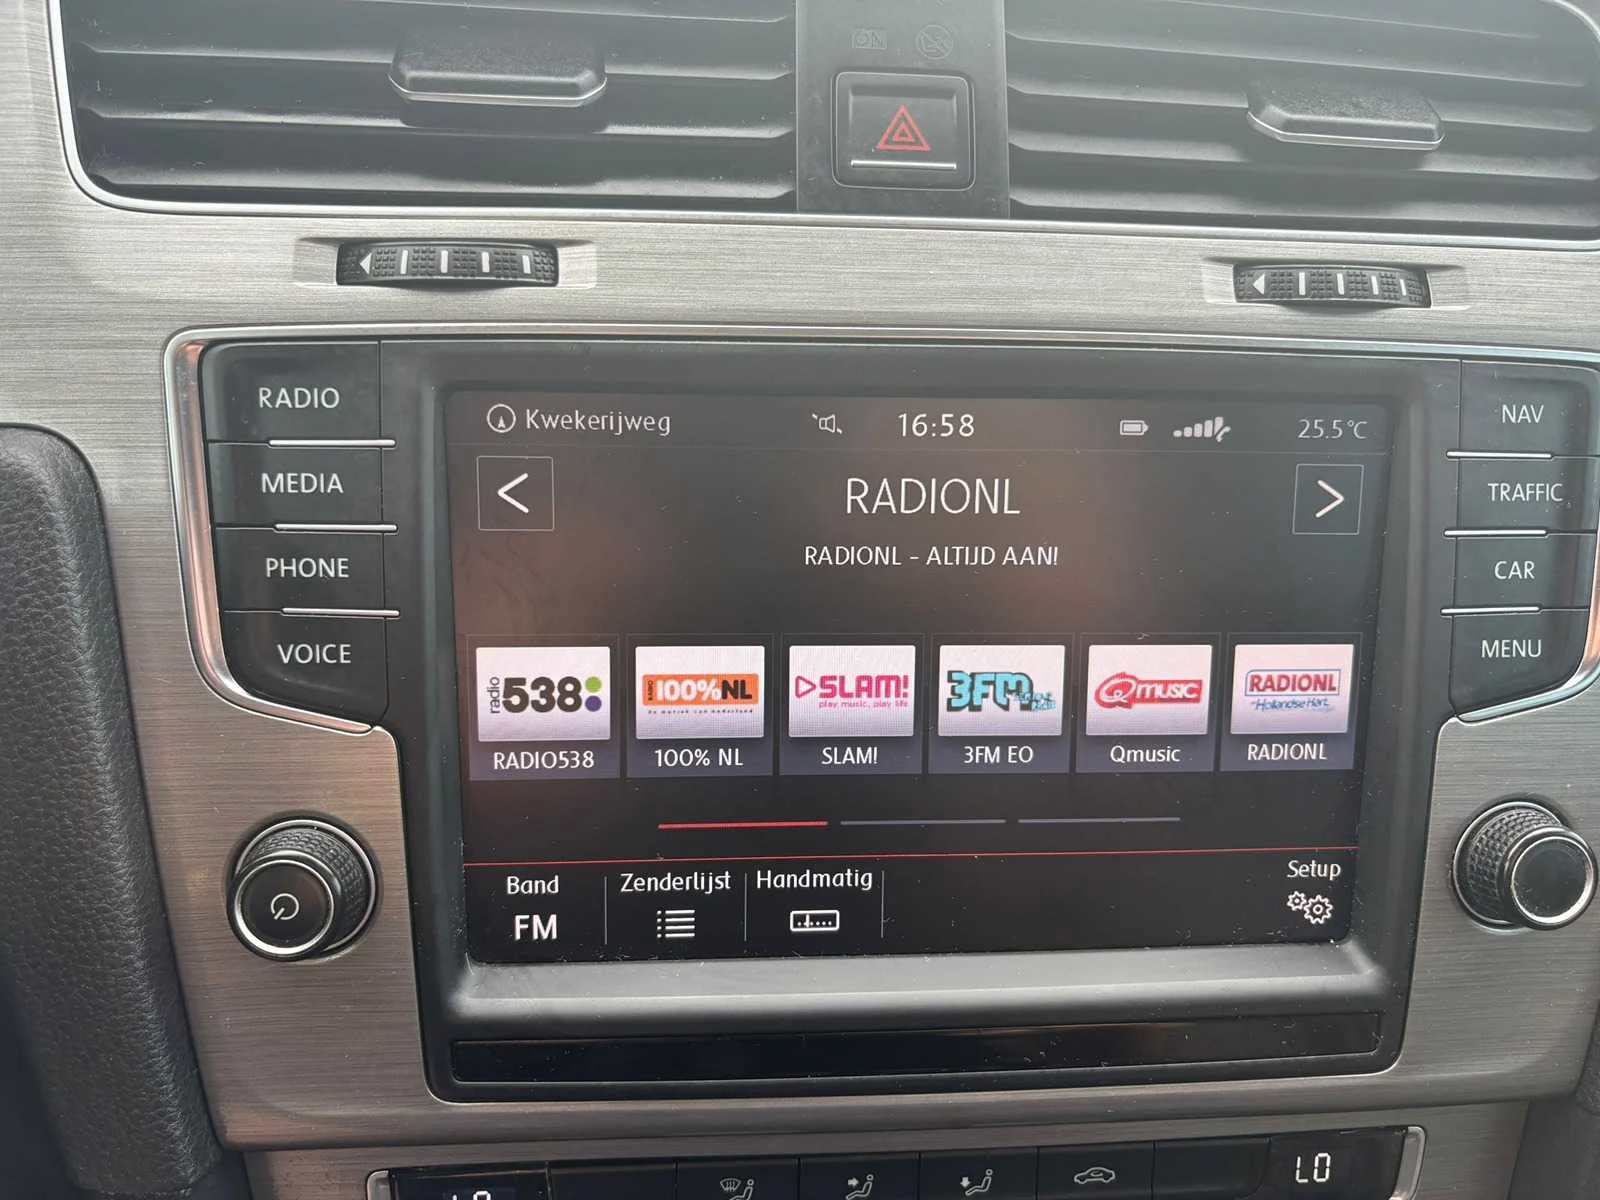 ON
RADIO
MEDIA
PHONE
VOICE
NAV
TRAFFIC
CAR
MENU
Kwekerijweg
16:58
25.5°C
<
RADIONL
>
RADIONL - ALTIJD AAN!
radio 538
100%NL
SLAM!
play music, play life
3FM
Qmusic
RADIONL
RADIO538
100% NL
SLAM!
3FM EO
Qmusic
RADIONL
Band
FM
Zenderlijst
Handmatig
Setup
LO
LO